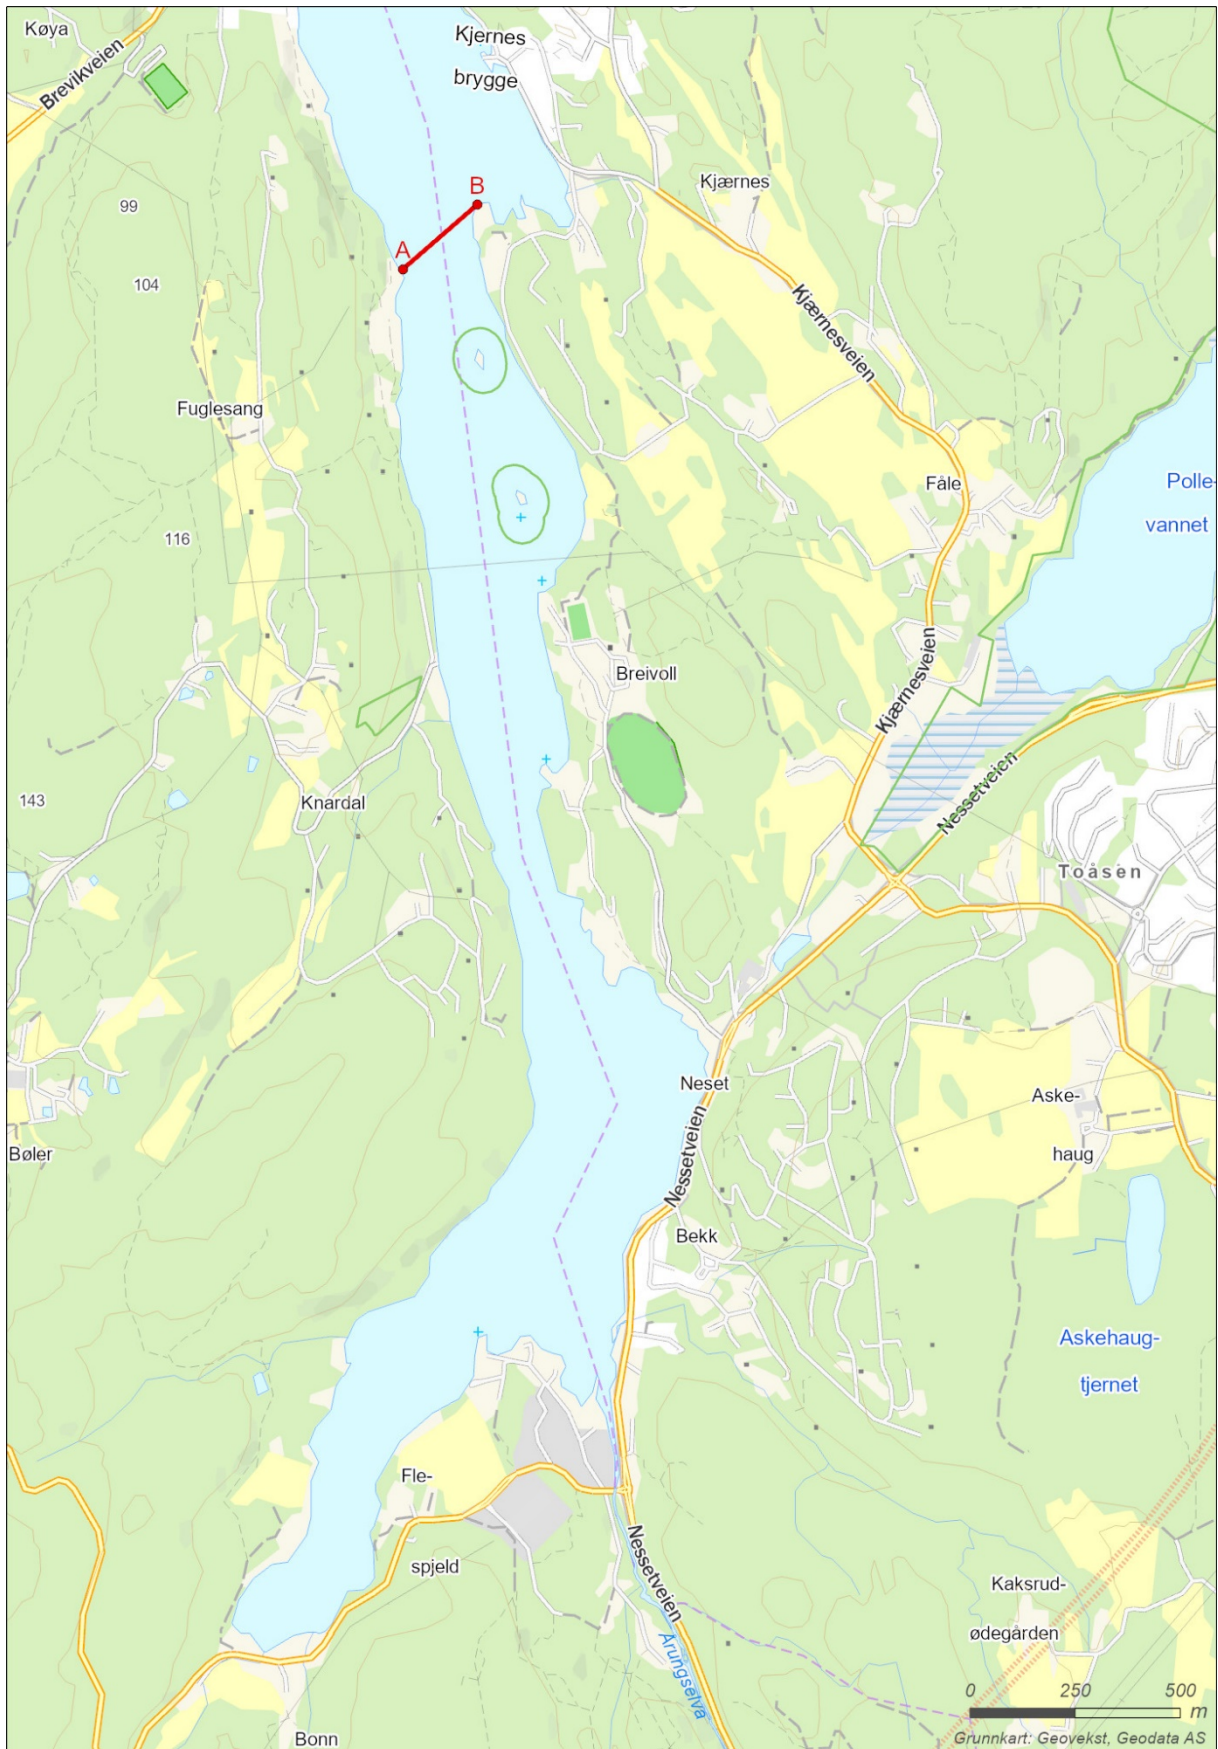 Køya
Brevikveien
Kjernes
brygge
99
B
Kjærnes
A
104
Kjærnesveien
Fuglesang
Fåle
Polle-
vannet
116
Breivoll
Kjærnesveien
Nessetveien
143
Knardal
Toåsen
Neset
Aske-
haug
Bøler
Nessetveien
Bekk
Askehaug-
tjernet
Fle-
spjeld
Nessetveien
Kaksrud-
ødegården
Årungselva
0 250 500
m
Bonn
Grunnkart: Geovekst, Geodata AS